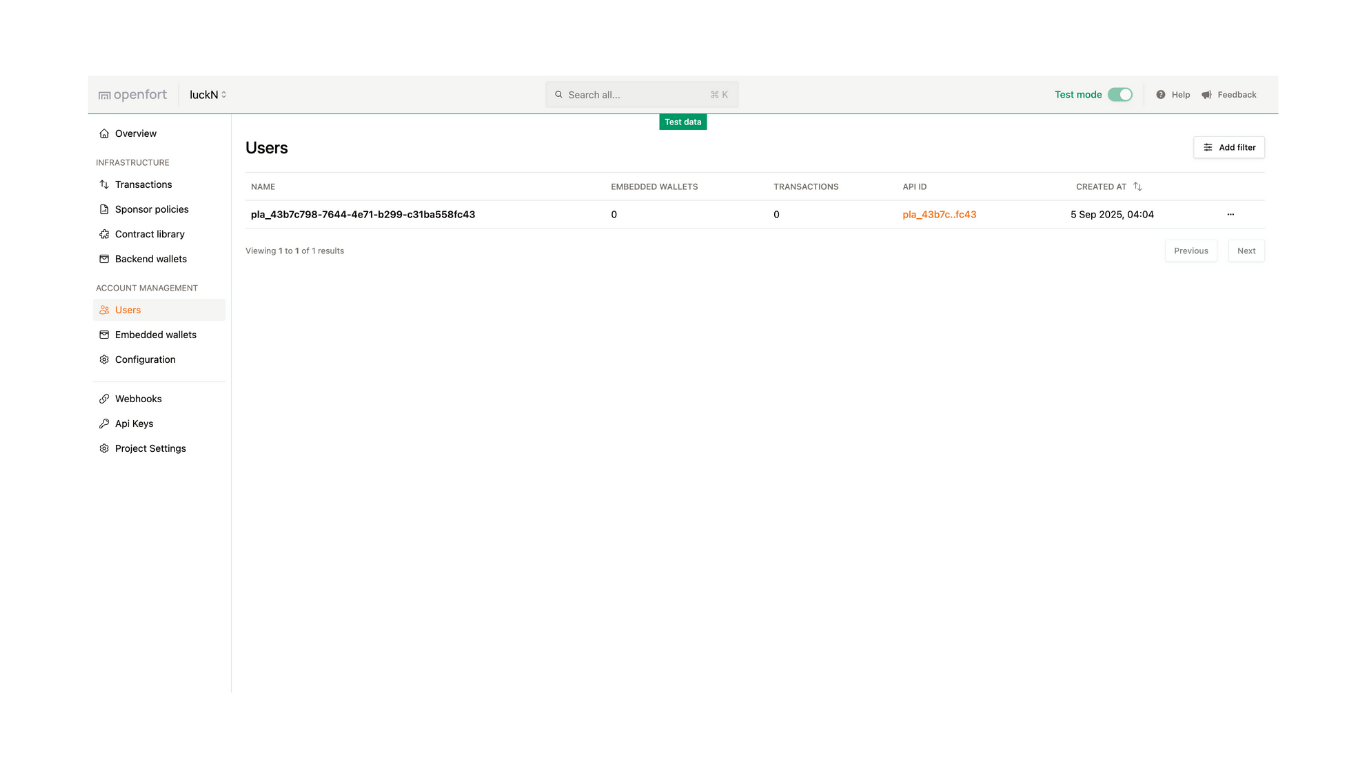 openfort luckN Search all... ⌘ K Test mode Help Feedback
Test data
Overview
INFRASTRUCTURE
Transactions
Sponsor policies
Contract library
Backend wallets
ACCOUNT MANAGEMENT
Users
Embedded wallets
Configuration
Webhooks
Api Keys
Project Settings
Users Add filter
NAME EMBEDDED WALLETS TRANSACTIONS API ID CREATED AT
pla_43b7c798-7644-4e71-b299-c31ba558fc43 0 0 pla_43b7c..fc43 5 Sep 2025, 04:04 ...
Viewing 1 to 1 of 1 results Previous Next